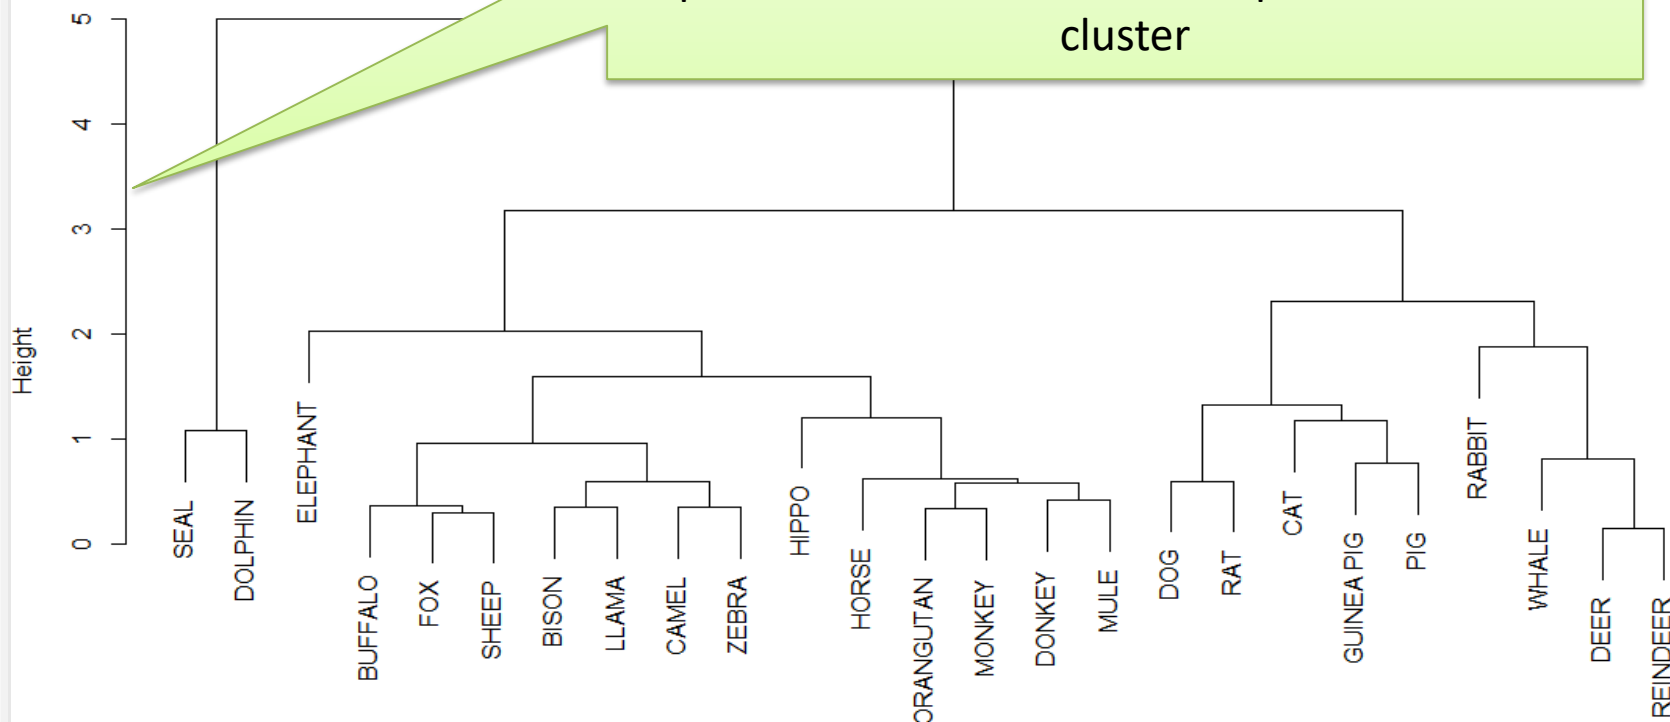 cluster
5
4
3
2
1
0
Height
SEAL
DOLPHIN
ELEPHANT
BUFFALO
FOX
SHEEP
BISON
LLAMA
CAMEL
ZEBRA
HIPPO
HORSE
ORANGUTAN
MONKEY
DONKEY
MULE
DOG
RAT
CAT
GUINEA PIG
PIG
RABBIT
WHALE
DEER
REINDEER